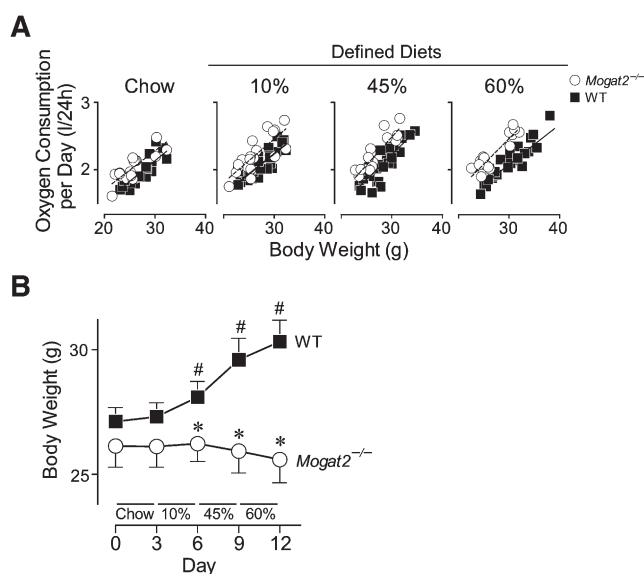 A
Defined Diets
Chow
10%
45%
60%
Mogat2−/−
WT
Oxygen Consumption
per Day (l/24h)
3
2
20 30 40
30 40
30 40
30 40
Body Weight (g)
B
Body Weight (g)
30
25
# # #
WT
* * *
Mogat2−/−
Chow 10% 45% 60%
0 3 6 9 12
Day